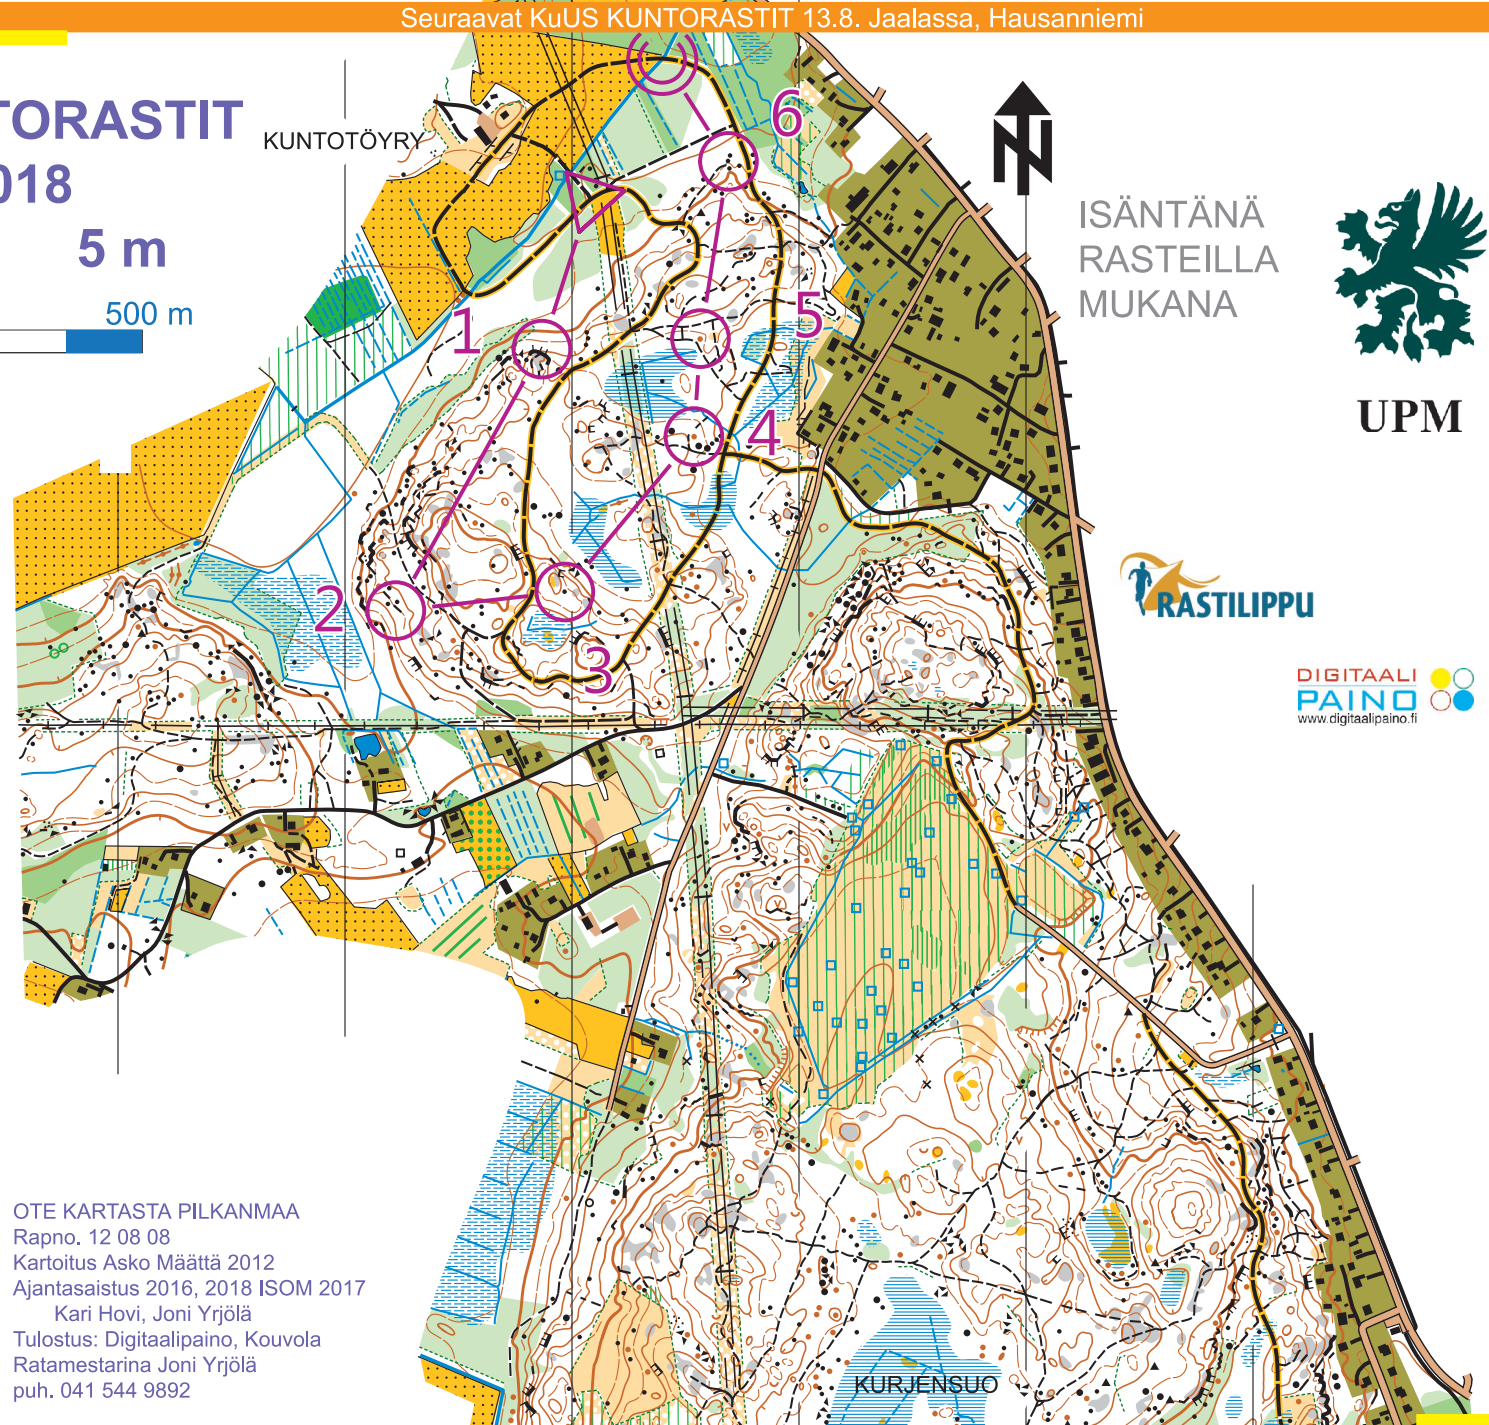 Seuraavat KuUS KUNTORASTIT 13.8. Jaalassa, Hausanniemi
TORASTIT
018
5 m
500 m
KUNTOTÖYRY
N
ISÄNTÄNÄ
RASTEILLA
MUKANA
UPM
RASTILIPPU
DIGITAALI
PAINO
www.digitaalipaino.fi
6
1
5
4
2
3
OTE KARTASTA PILKANMAA
Rapno. 12 08 08
Kartoitus Asko Määttä 2012
Ajantasaistus 2016, 2018 ISOM 2017
Kari Hovi, Joni Yrjölä
Tulostus: Digitaalipaino, Kouvola
Ratamestarina Joni Yrjölä
puh. 041 544 9892
KURJENSUO